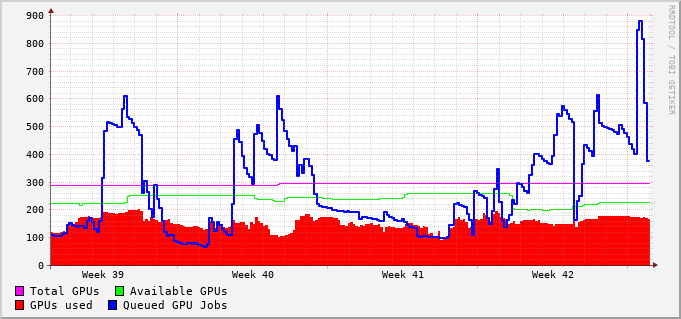 900
800
700
600
500
400
300
200
100
0
Week 39 Week 40 Week 41 Week 42
Total GPUs Available GPUs
GPUs used Queued GPU Jobs
RRDTOOL / TOBI OETIKER